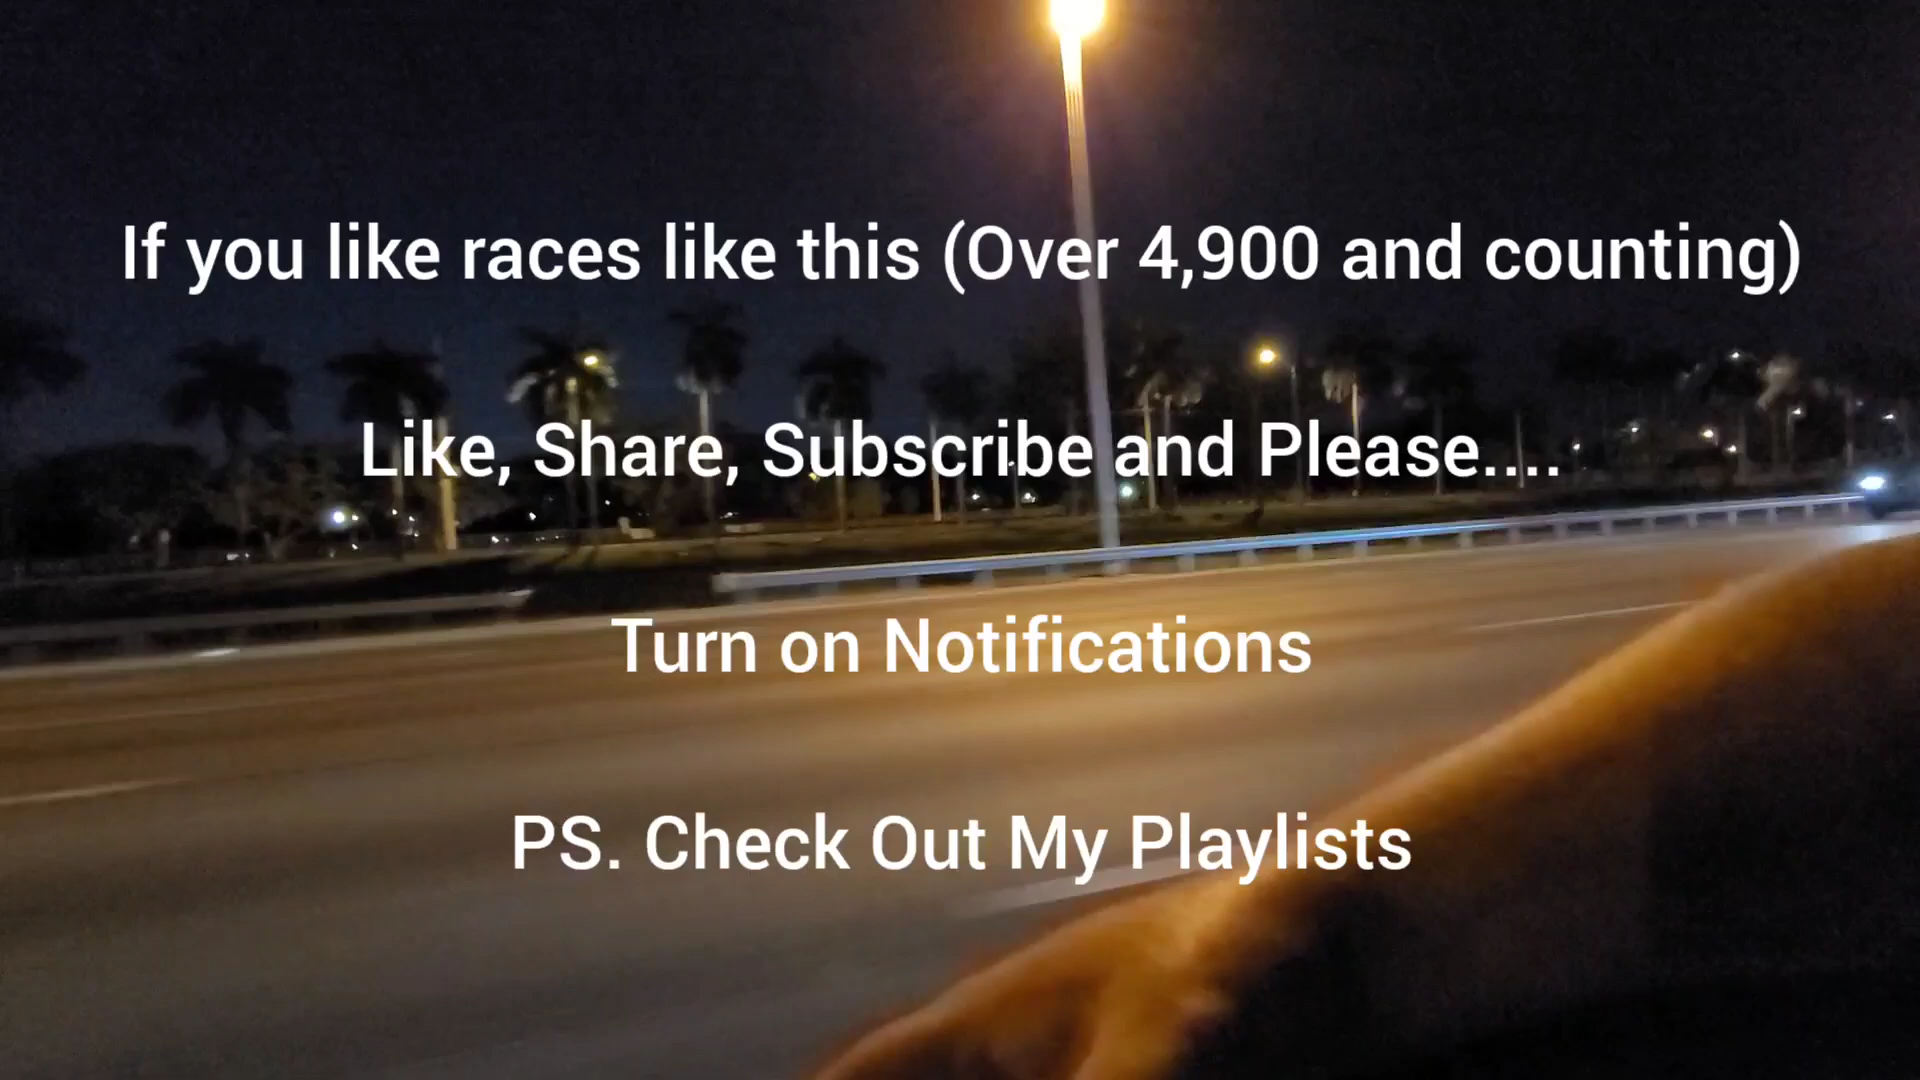 If you like races like this (Over 4,900 and counting)
Like, Share, Subscribe and Please....
Turn on Notifications
PS. Check Out My Playlists